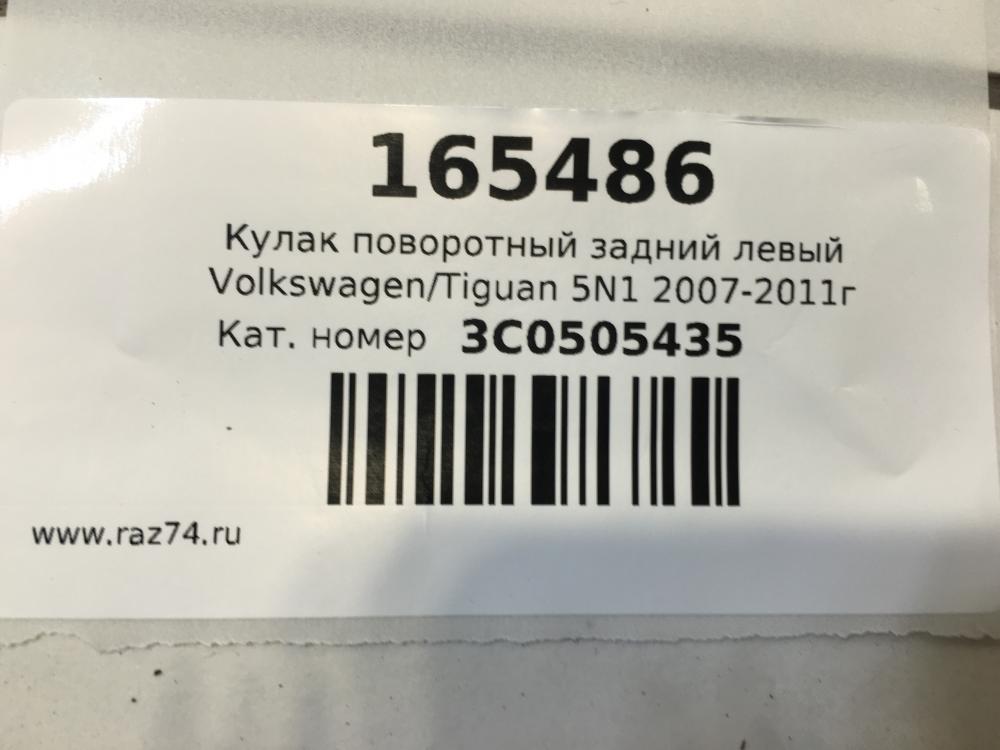 165486
Кулак поворотный задний левый
Volkswagen/Tiguan 5N1 2007-2011г
Кат. номер 3C0505435
www.raz74.ru